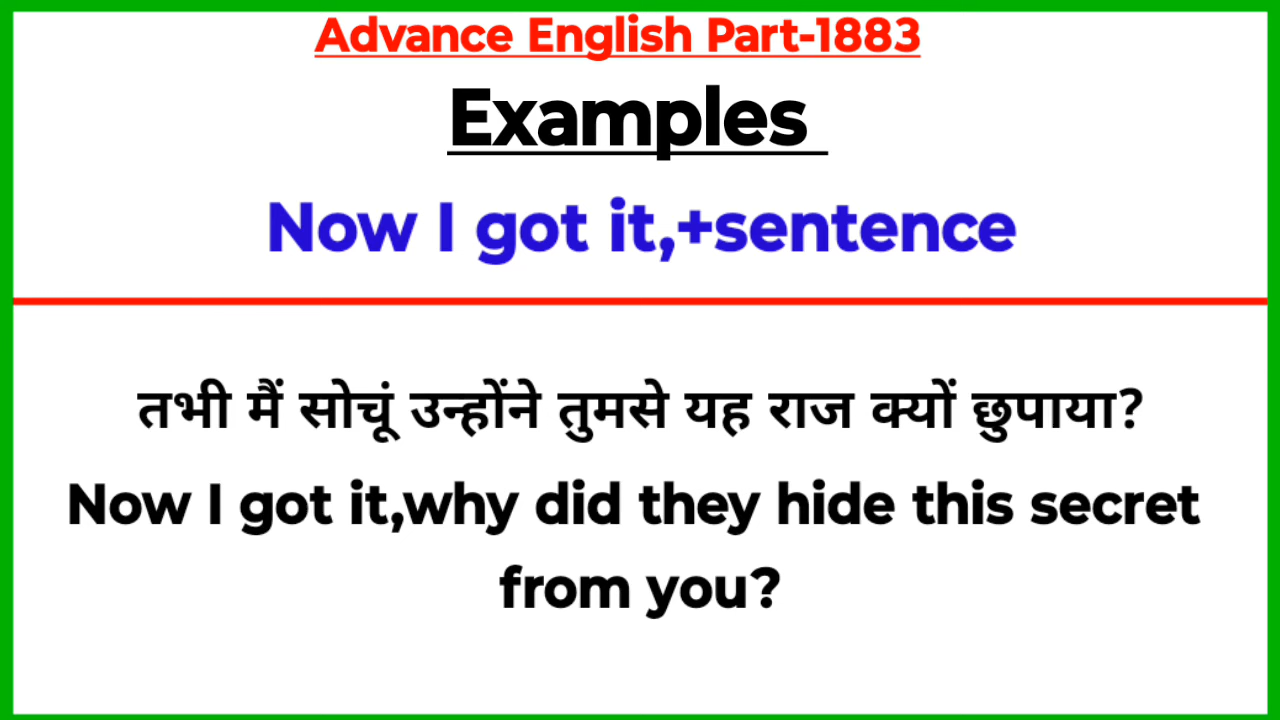 Advance English Part-1883
Examples
Now I got it,+sentence
तभी मैं सोचूं उन्होंने तुमसे यह राज क्यों छुपाया?
Now I got it,why did they hide this secret
from you?